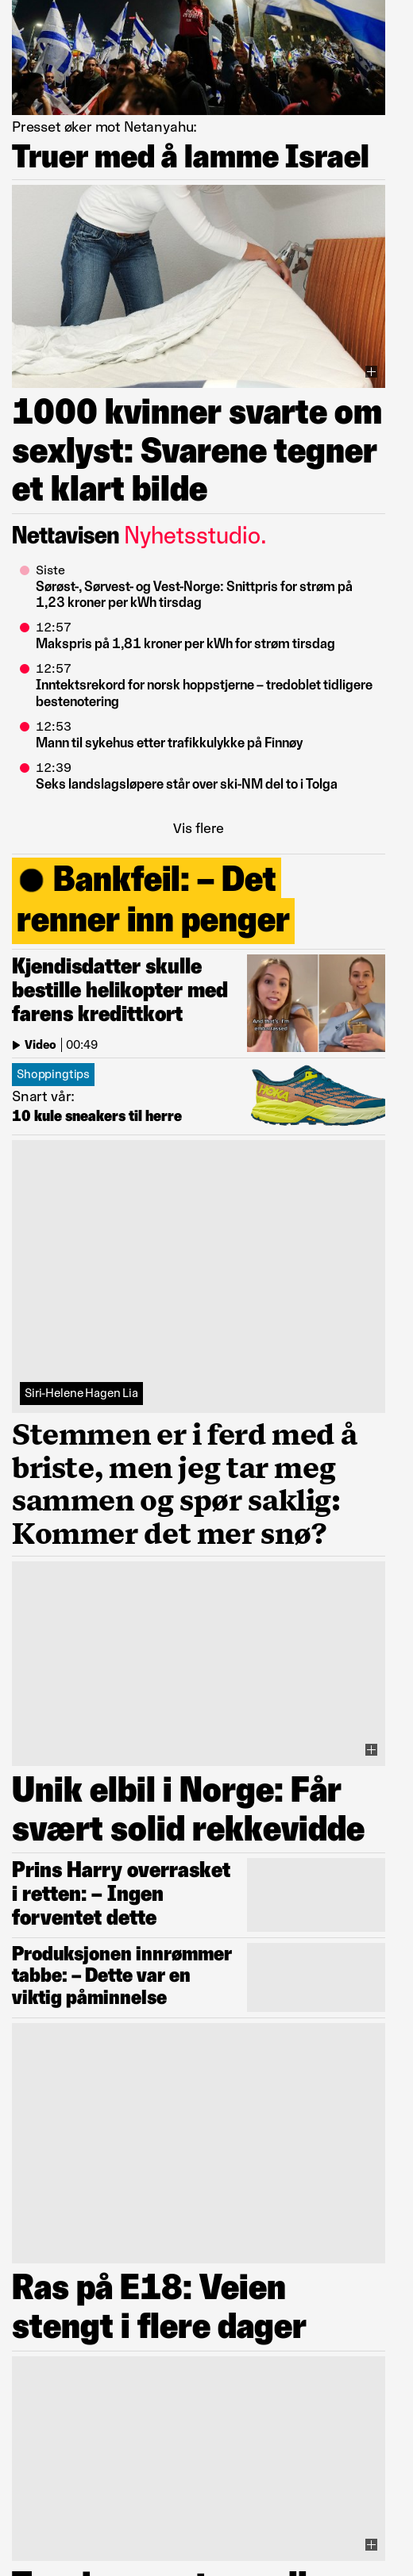 Presset øker mot Netanyahu:
Truer med å lamme Israel
1000 kvinner svarte om
sexlyst: Svarene tegner
et klart bilde
Nettavisen Nyhetsstudio.
Siste
Sørøst-, Sørvest- og Vest-Norge: Snittpris for strøm på
1,23 kroner per kWh tirsdag
12:57
Makspris på 1,81 kroner per kWh for strøm tirsdag
12:57
Inntektsrekord for norsk hoppstjerne – tredoblet tidligere
bestenotering
12:53
Mann til sykehus etter trafikkulykke på Finnøy
12:39
Seks landslagsløpere står over ski-NM del to i Tolga
Vis flere
Bankfeil: – Det
renner inn penger
Kjendisdatter skulle
bestille helikopter med
farens kredittkort
And that's, I'm
embarrassed
Video 00:49
Shoppingtips
Snart vår:
10 kule sneakers til herre
HOKA
Siri-Helene Hagen Lia
Stemmen er i ferd med å
briste, men jeg tar meg
sammen og spør saklig:
Kommer det mer snø?
Unik elbil i Norge: Får
svært solid rekkevidde
Prins Harry overrasket
i retten: – Ingen
forventet dette
Produksjonen innrømmer
tabbe: – Dette var en
viktig påminnelse
Ras på E18: Veien
stengt i flere dager